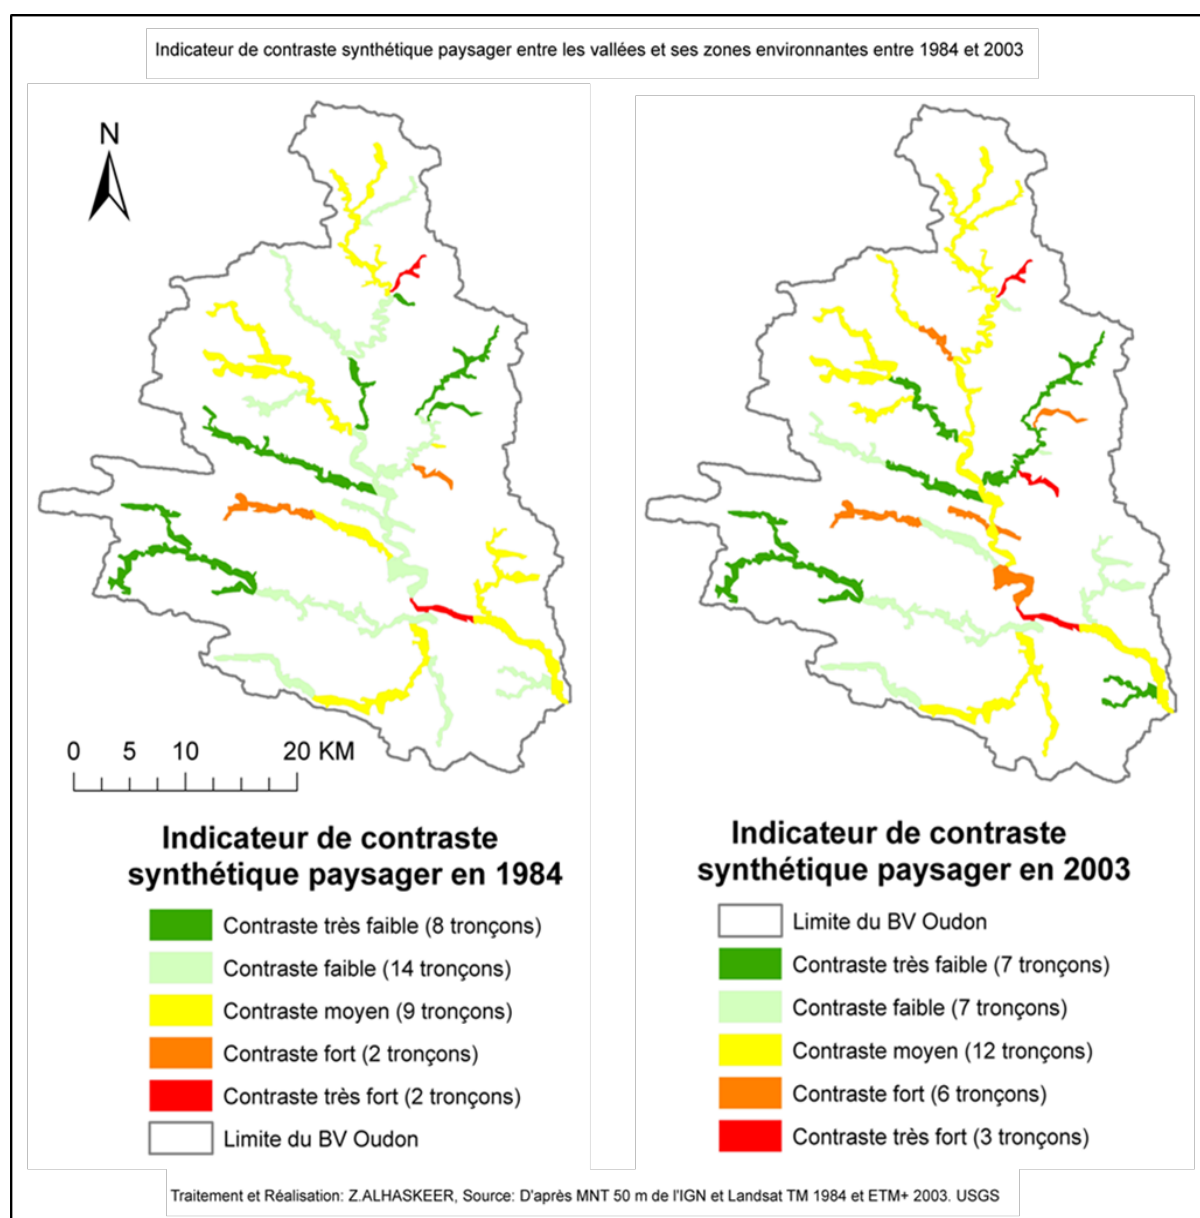 Indicateur de contraste synthétique paysager entre les vallées et ses zones environnantes entre 1984 et 2003
N
0 5 10 20 KM
Indicateur de contraste
synthétique paysager en 1984
Contraste très faible (8 tronçons)
Contraste faible (14 tronçons)
Contraste moyen (9 tronçons)
Contraste fort (2 tronçons)
Contraste très fort (2 tronçons)
Limite du BV Oudon
Indicateur de contraste
synthétique paysager en 2003
Limite du BV Oudon
Contraste très faible (7 tronçons)
Contraste faible (7 tronçons)
Contraste moyen (12 tronçons)
Contraste fort (6 tronçons)
Contraste très fort (3 tronçons)
Traitement et Réalisation: Z.ALHASKEER, Source: D'après MNT 50 m de l'IGN et Landsat TM 1984 et ETM+ 2003. USGS